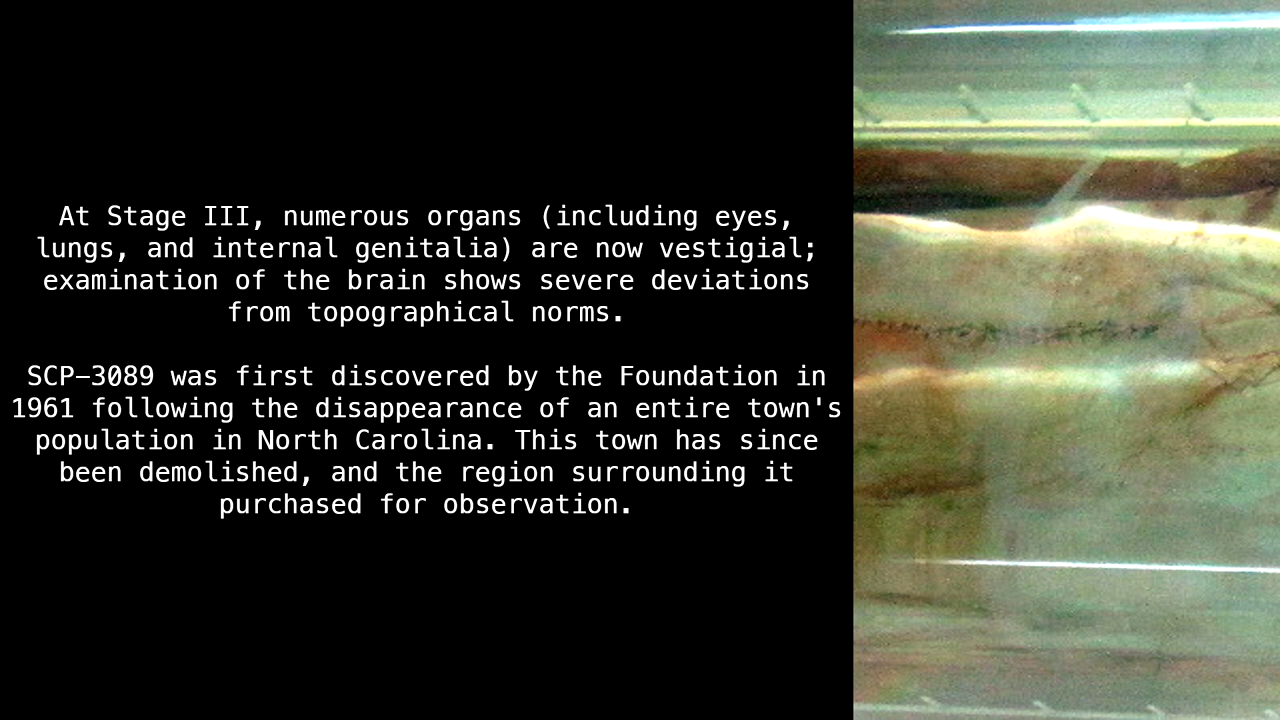 At Stage III, numerous organs (including eyes,
lungs, and internal genitalia) are now vestigial;
examination of the brain shows severe deviations
from topographical norms.
SCP–3089 was first discovered by the Foundation in
1961 following the disappearance of an entire town's
population in North Carolina. This town has since
been demolished, and the region surrounding it
purchased for observation.